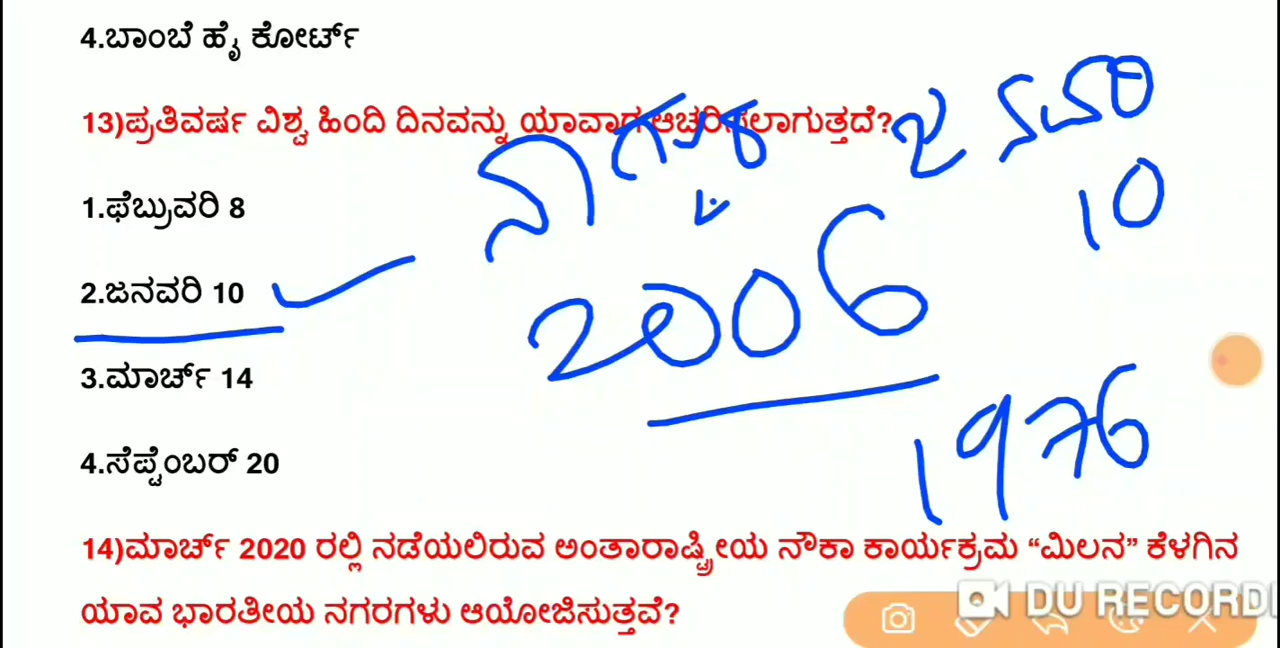 4.ಬಾಂಬೆ ಹೈ ಕೋರ್ಟ್
13)ಪ್ರತಿವರ್ಷ ವಿಶ್ವ ಹಿಂದಿ ದಿನವನ್ನು ಯಾವಾಗ ಆಚರಿಸಲಾಗುತ್ತದೆ?
1.ಫೆಬ್ರುವರಿ 8
10
2.ಜನವರಿ 10
2006
3.ಮಾರ್ಚ್ 14
1976
4.ಸೆಪ್ಟೆಂಬರ್ 20
14)ಮಾರ್ಚ್ 2020 ರಲ್ಲಿ ನಡೆಯಲಿರುವ ಅಂತಾರಾಷ್ಟ್ರೀಯ ನೌಕಾ ಕಾರ್ಯಕ್ರಮ “ಮಿಲನ” ಕೆಳಗಿನ
ಯಾವ ಭಾರತೀಯ ನಗರಗಳು ಆಯೋಜಿಸುತ್ತವೆ?
DU RECORD